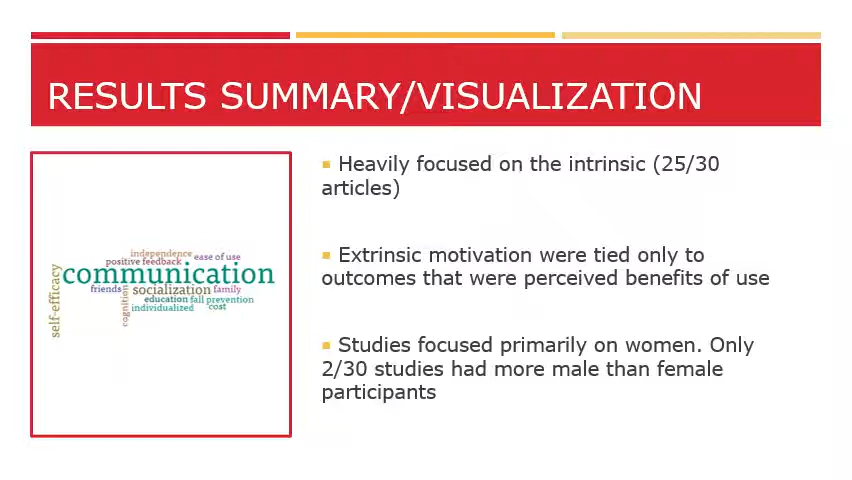 RESULTS SUMMARY/VISUALIZATION
independence
positive feedback ease of use
communication
friends socialization family
education fall prevention
individualized cost
self-efficacy
cognition
▪ Heavily focused on the intrinsic (25/30
articles)
▪ Extrinsic motivation were tied only to
outcomes that were perceived benefits of use
▪ Studies focused primarily on women. Only
2/30 studies had more male than female
participants